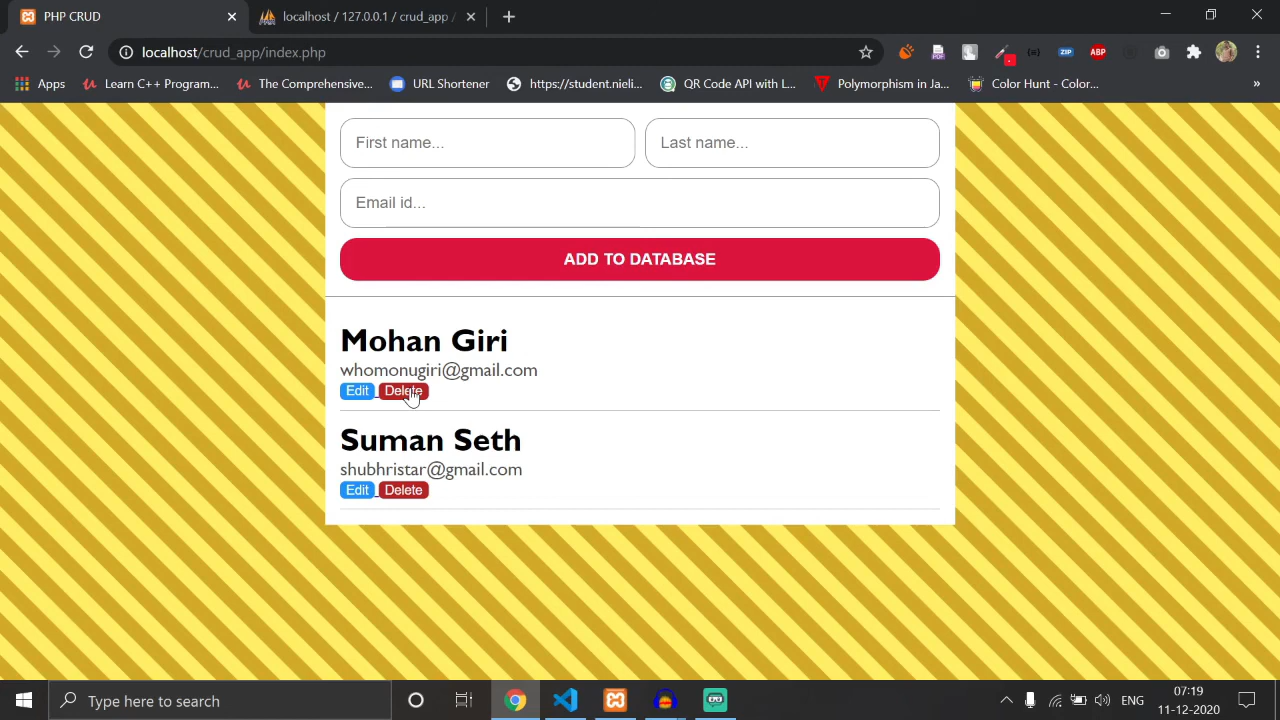 PHP CRUD
localhost / 127.0.0.1 / crud_app /
localhost/crud_app/index.php
PDF
ZIP
ABP
Apps
Learn C++ Program...
The Comprehensive...
URL Shortener
https://student.nieli...
QR Code API with L...
Polymorphism in Ja...
Color Hunt - Color...
»
First name...
Last name...
Email id...
ADD TO DATABASE
Mohan Giri
whomonugiri@gmail.com
Edit Delete
Suman Seth
shubhristar@gmail.com
Edit Delete
Type here to search
ENG
07:19
11-12-2020